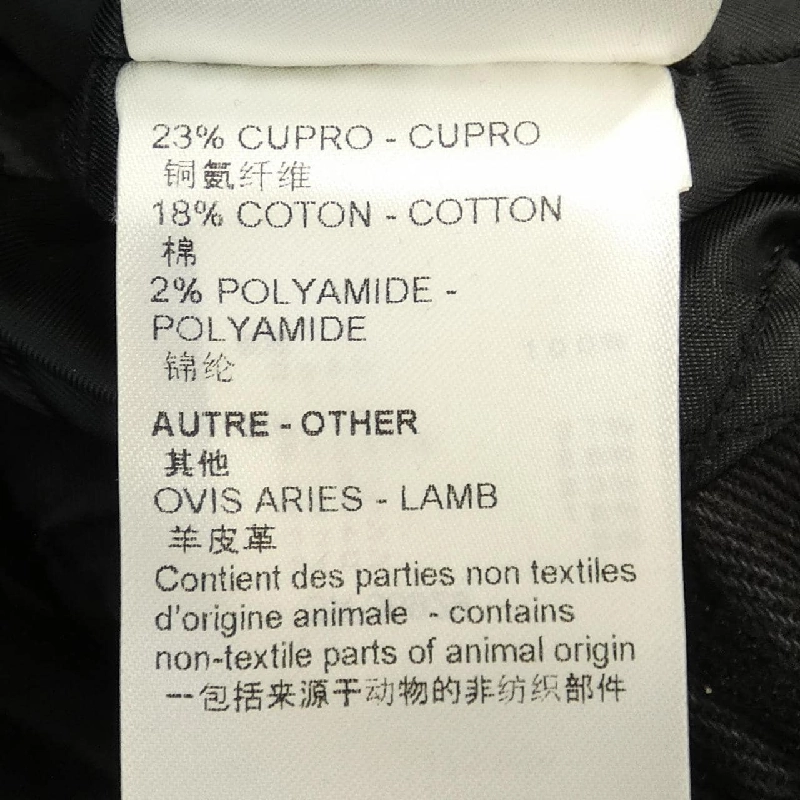 23% CUPRO - CUPRO
铜氨纤维
18% COTON - COTTON
棉
2% POLYAMIDE -
POLYAMIDE
锦纶
AUTRE - OTHER
其他
OVIS ARIES - LAMB
羊皮革
Contient des parties non textiles
d'origine animale - contains
non-textile parts of animal origin
一包括来源于动物的非纺织部件